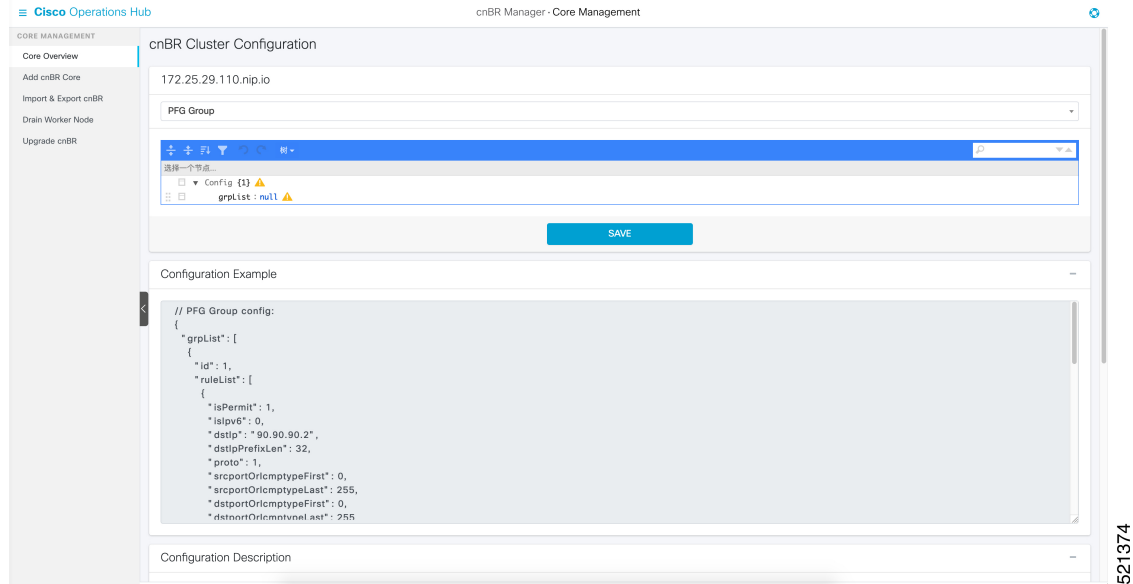 Cisco Operations Hub
cnBR Manager · Core Management
CORE MANAGEMENT
Core Overview
Add cnBR Core
Import & Export cnBR
Drain Worker Node
Upgrade cnBR
cnBR Cluster Configuration
172.25.29.110.nip.io
PFG Group
树
选择一个节点...
Config {1}
grpList : null
SAVE
Configuration Example
// PFG Group config:
{
"grpList": [
{
"id": 1,
"ruleList": [
{
"isPermit": 1,
"isIpv6": 0,
"dstIp": "90.90.90.2",
"dstIpPrefixLen": 32,
"proto": 1,
"srcportOrIcmptypeFirst": 0,
"srcportOrIcmptypeLast": 255,
"dstportOrIcmptypeFirst": 0,
"dstportOrIcmptypeLast": 255
Configuration Description
521374